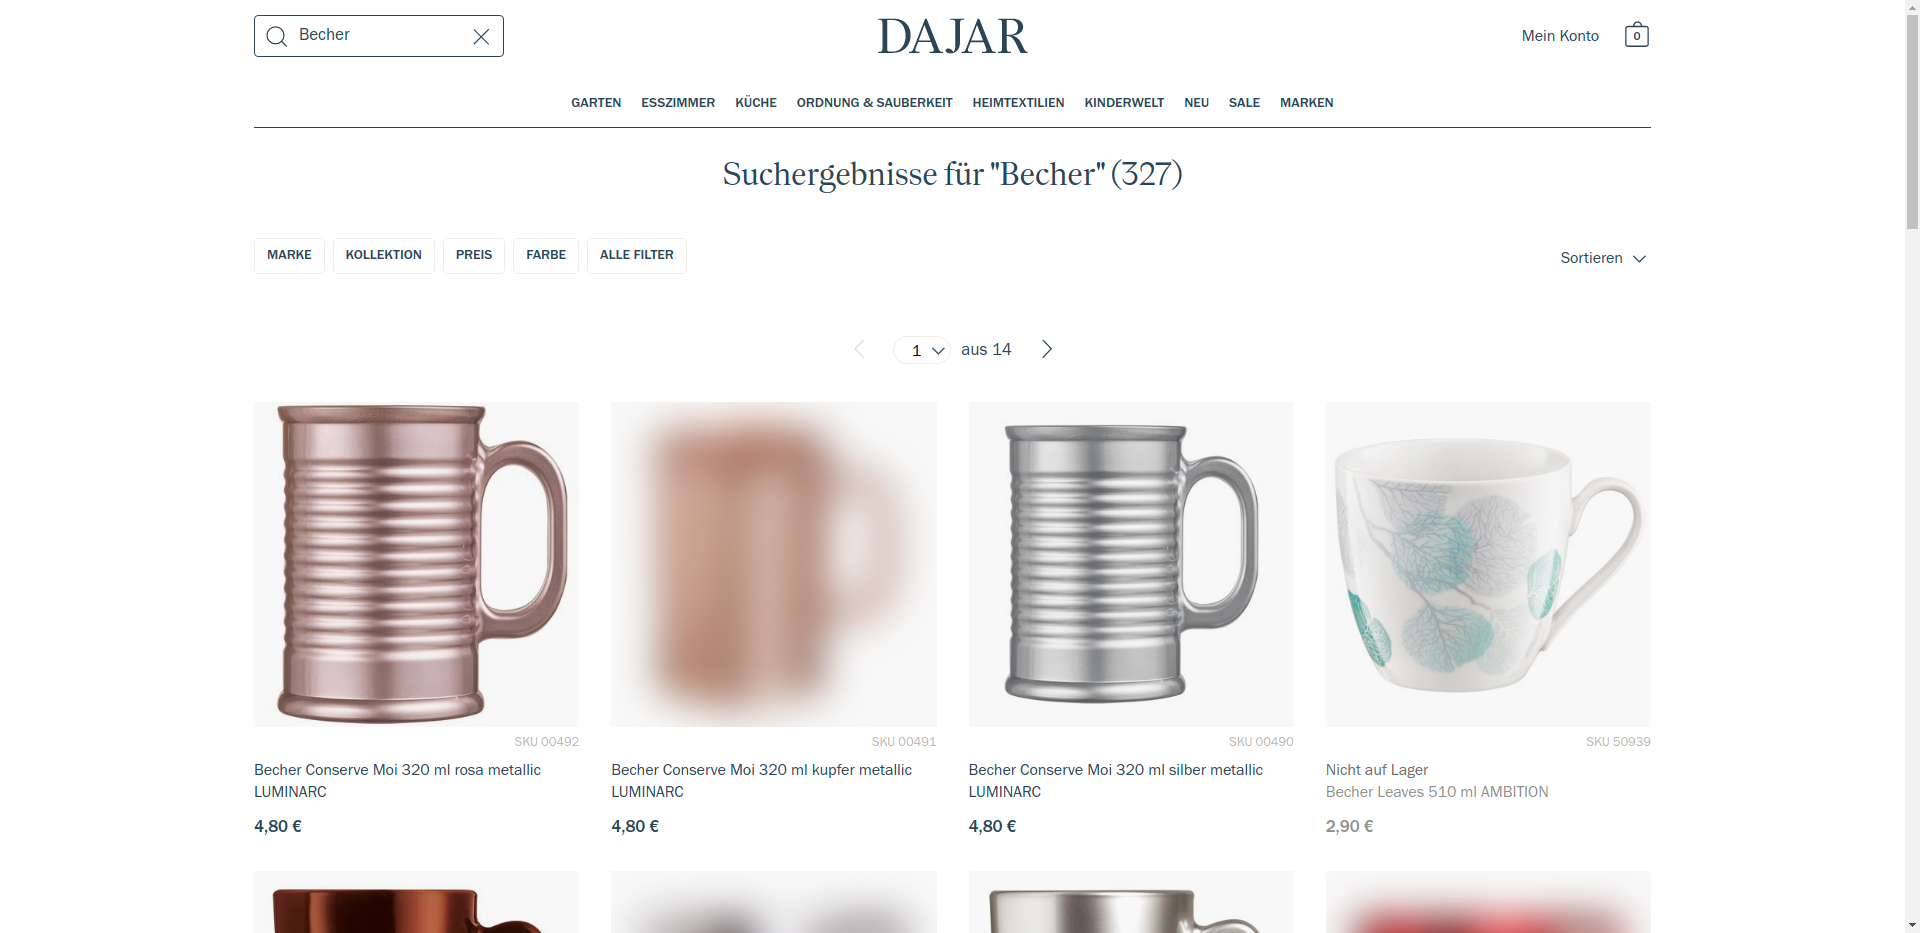 Becher
DAJAR
Mein Konto
0
GARTEN
ESSZIMMER
KÜCHE
ORDNUNG & SAUBERKEIT
HEIMTEXTILIEN
KINDERWELT
NEU
SALE
MARKEN
Suchergebnisse für "Becher" (327)
MARKE
KOLLEKTION
PREIS
FARBE
ALLE FILTER
Sortieren
1
aus 14
SKU 00492
Becher Conserve Moi 320 ml rosa metallic
LUMINARC
4,80 €
SKU 00491
Becher Conserve Moi 320 ml kupfer metallic
LUMINARC
4,80 €
SKU 00490
Becher Conserve Moi 320 ml silber metallic
LUMINARC
4,80 €
SKU 50939
Nicht auf Lager
Becher Leaves 510 ml AMBITION
2,90 €